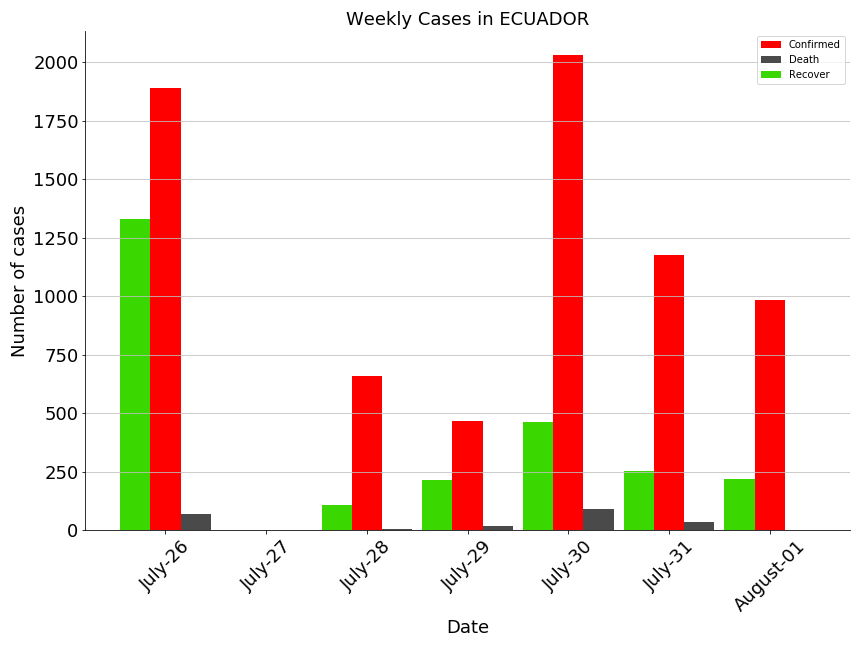 Weekly Cases in ECUADOR
Confirmed
Death
Recover
Number of cases
2000
1750
1500
1250
1000
750
500
250
0
July-26
July-27
July-28
July-29
July-30
July-31
August-01
Date